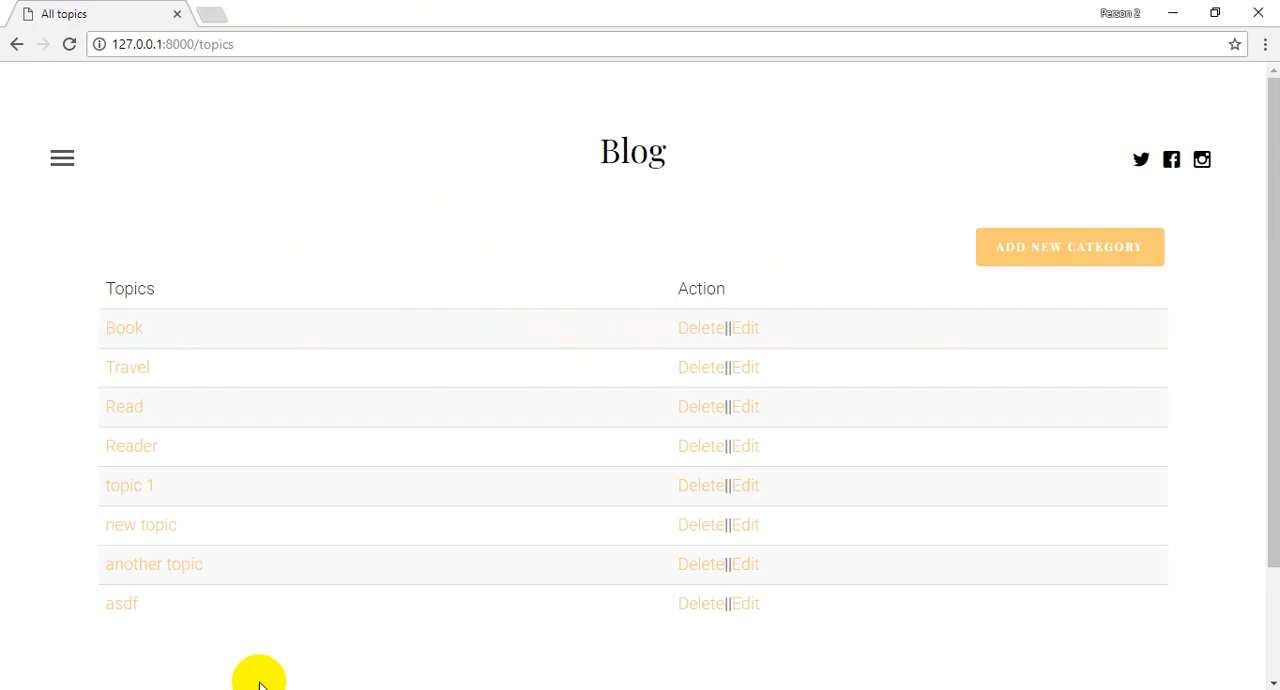 All topics
Person 2
127.0.0.1:8000/topics
Blog
ADD NEW CATEGORY
Topics Action
Book Delete||Edit
Travel Delete||Edit
Read Delete||Edit
Reader Delete||Edit
topic 1 Delete||Edit
new topic Delete||Edit
another topic Delete||Edit
asdf Delete||Edit